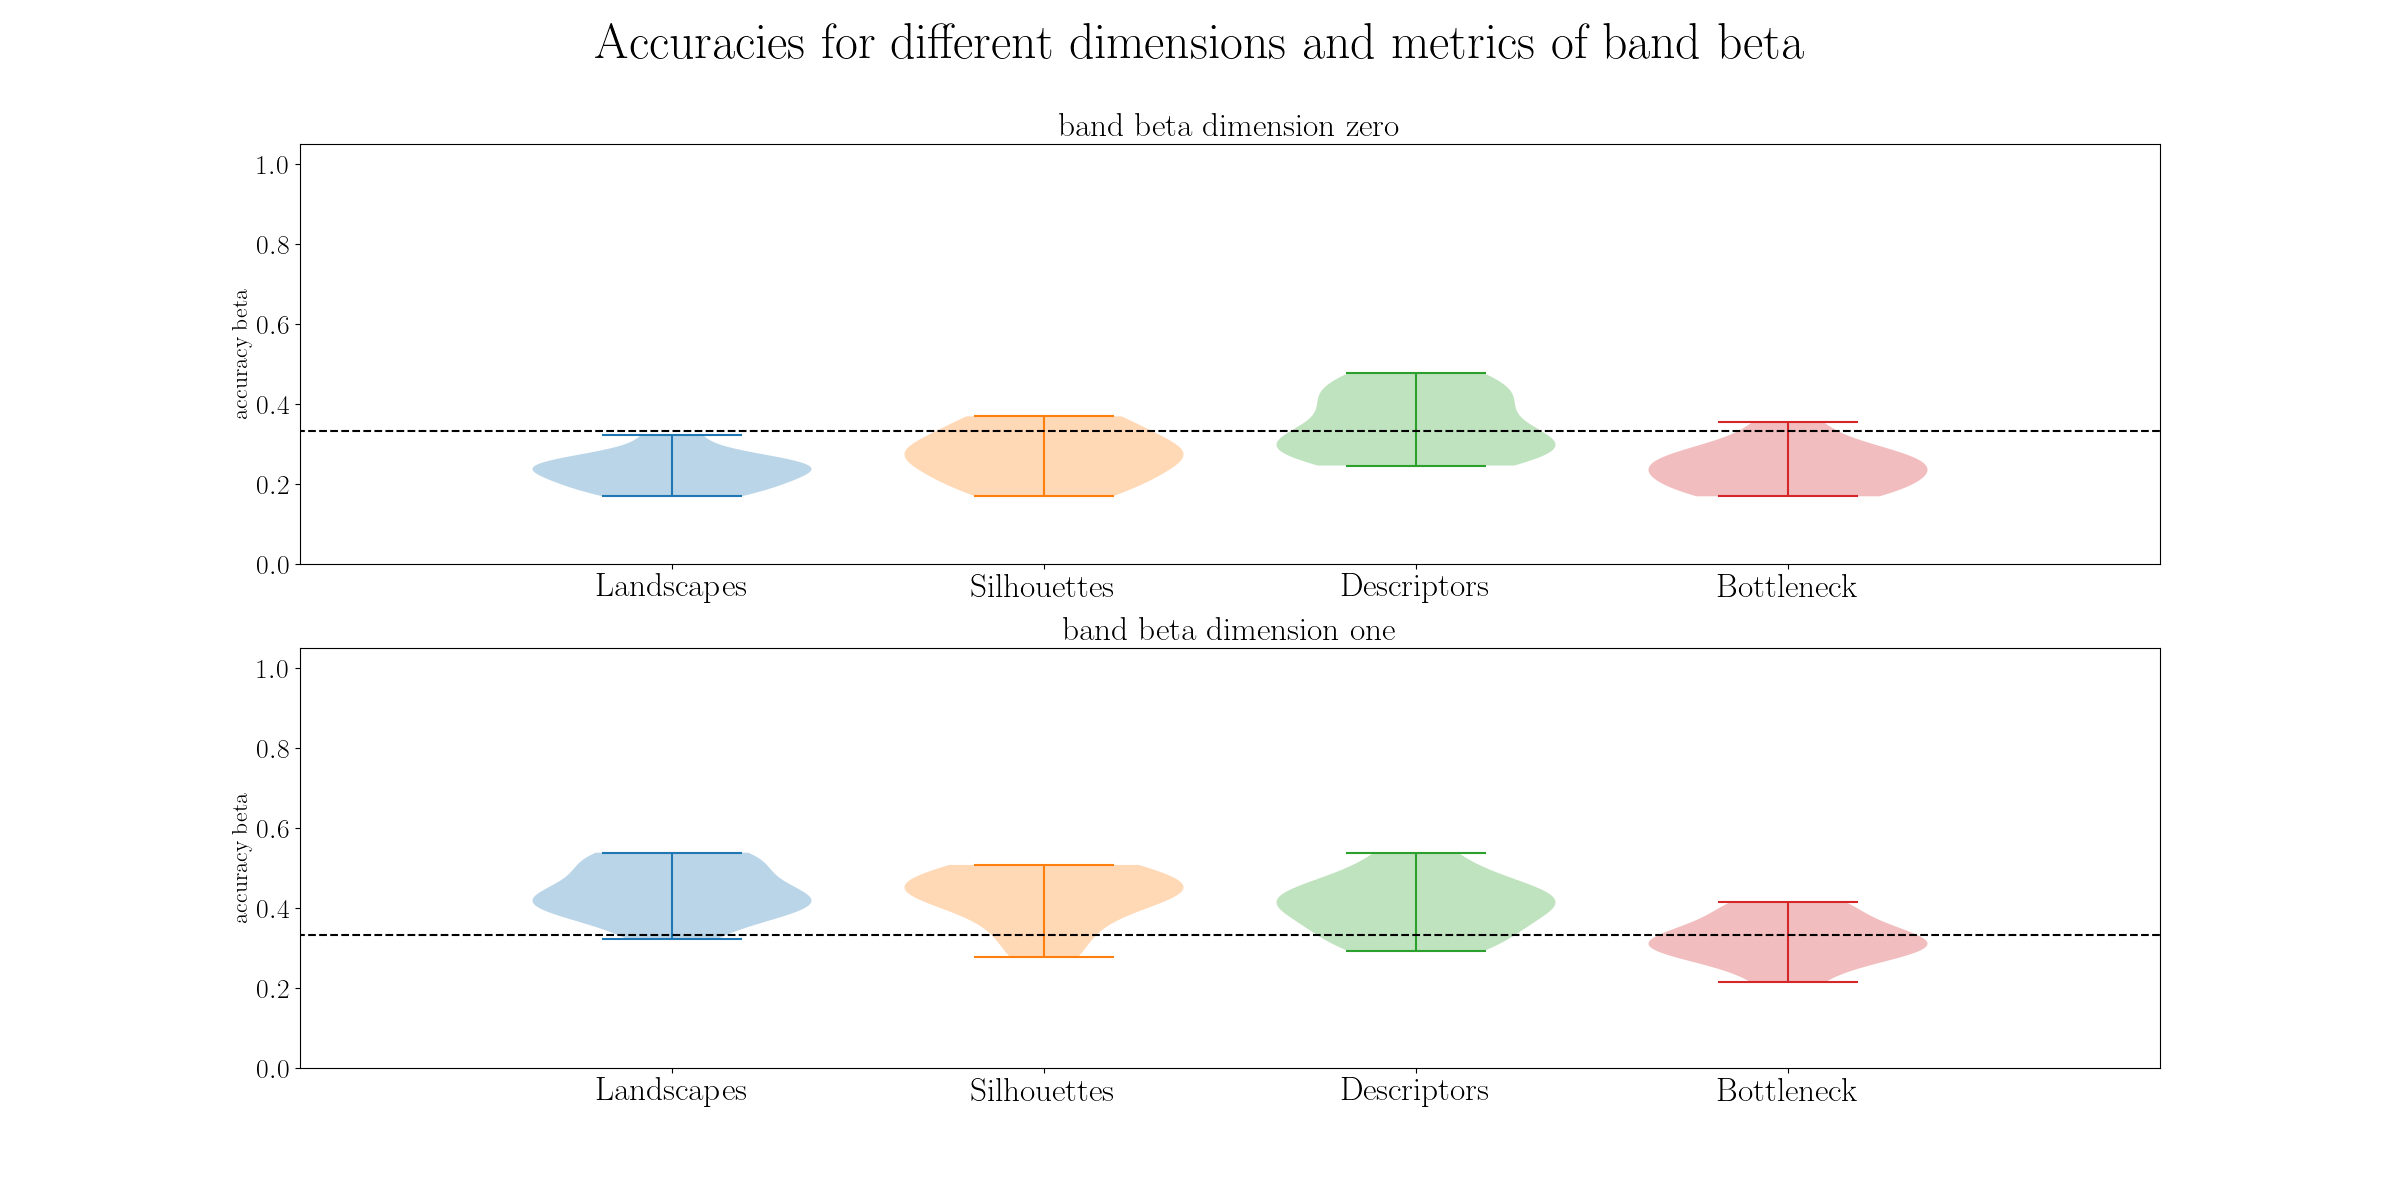 Accuracies for different dimensions and metrics of band beta
band beta dimension zero
accuracy beta
1.0
0.8
0.6
0.4
0.2
0.0
Landscapes Silhouettes Descriptors Bottleneck
band beta dimension one
accuracy beta
1.0
0.8
0.6
0.4
0.2
0.0
Landscapes Silhouettes Descriptors Bottleneck